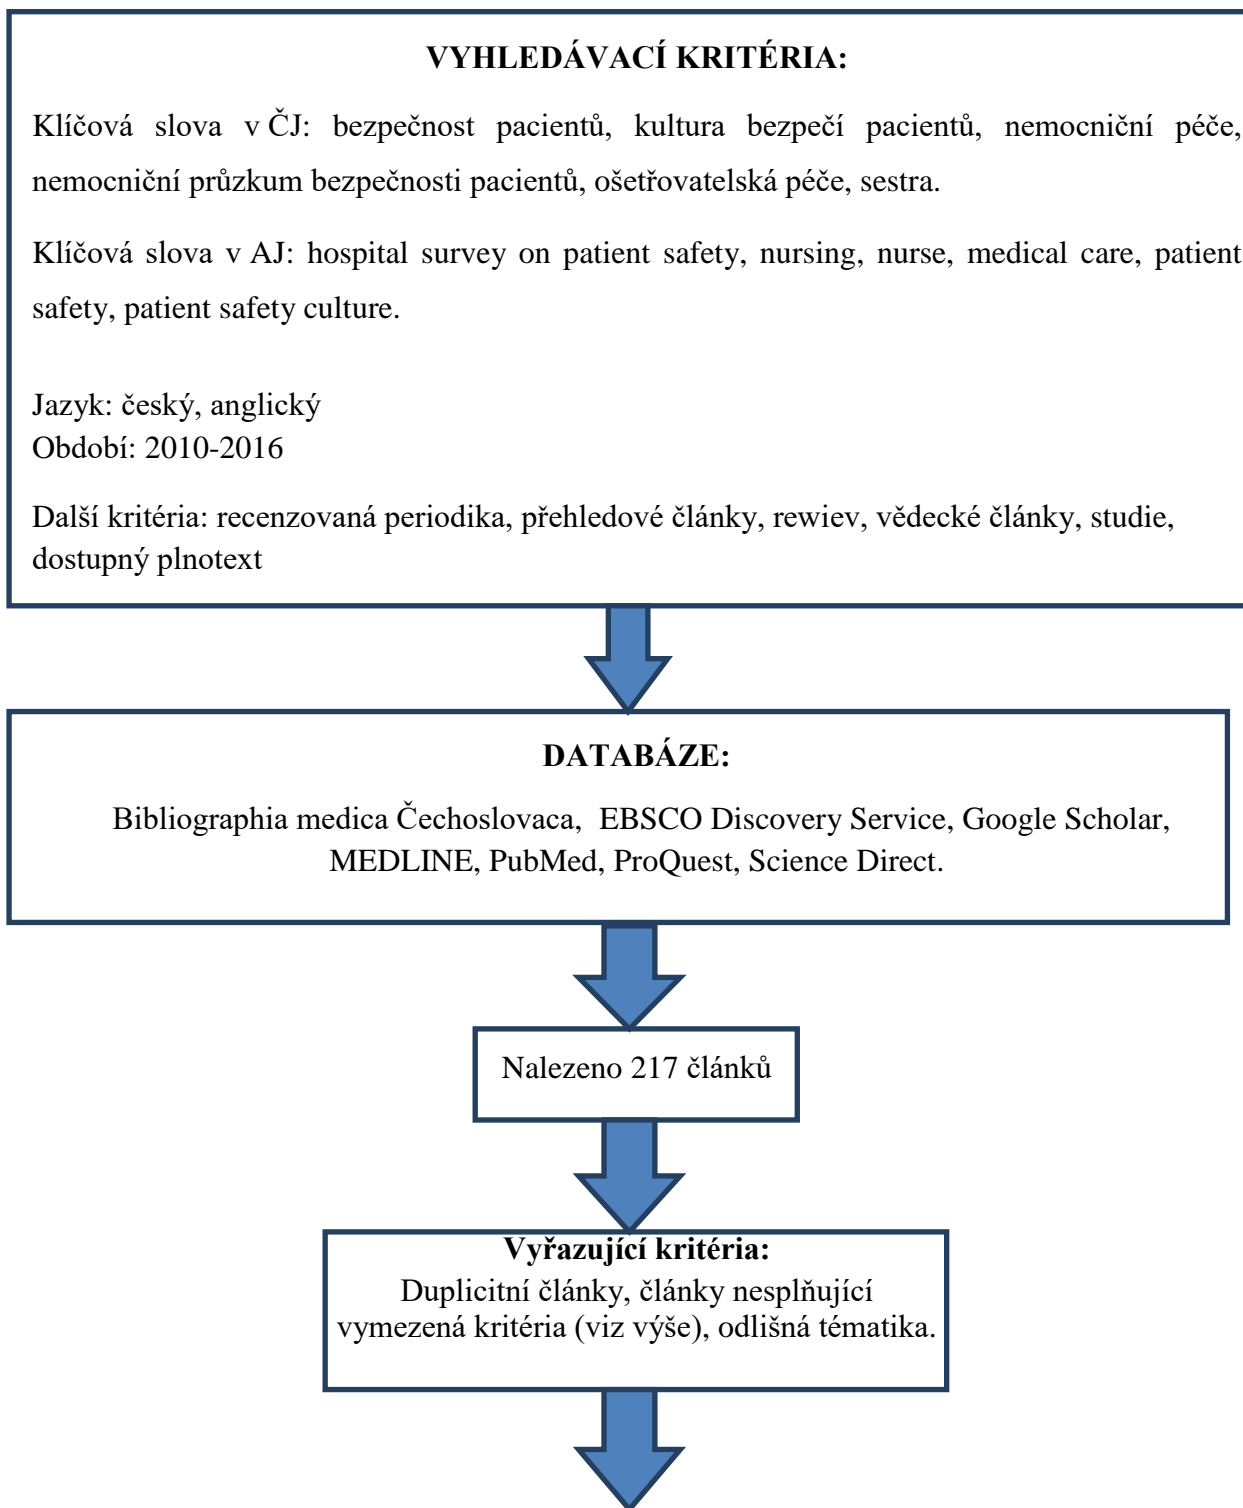 VYHLEDÁVACÍ KRITÉRIA:
Klíčová slova v ČJ: bezpečnost pacientů, kultura bezpečí pacientů, nemocniční péče,
nemocniční průzkum bezpečnosti pacientů, ošetřovatelská péče, sestra.
Klíčová slova v AJ: hospital survey on patient safety, nursing, nurse, medical care, patient
safety, patient safety culture.
Jazyk: český, anglický
Období: 2010-2016
Další kritéria: recenzovaná periodika, přehledové články, rewiev, vědecké články, studie,
dostupný plnotext
DATABÁZE:
Bibliographia medica Čechoslovaca, EBSCO Discovery Service, Google Scholar,
MEDLINE, PubMed, ProQuest, Science Direct.
Nalezeno 217 článků
Vyřazující kritéria:
Duplicitní články, články nesplňující
vymezená kritéria (viz výše), odlišná tématika.